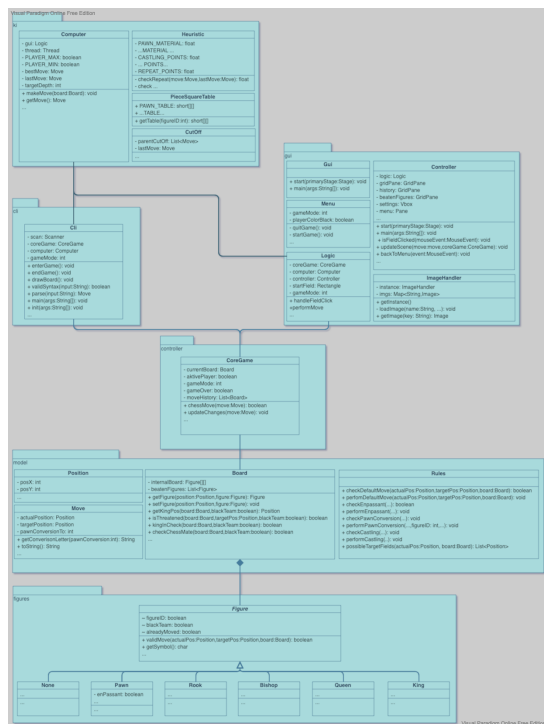 Visual Paradigm Online Free Edition
ai
Computer
- gui: Logic
- thread: Thread
- PLAYER_MAX: boolean
- PLAYER_MIN: boolean
- bestMove: Move
- lastMove: Move
- targetDepth: int
+ makeMove(board:Board): void
+ getMove(): Move
...
Heuristic
- PAWN_MATERIAL: float
- ...MATERIAL...
- CASTLING_POINTS: float
- ... POINTS...
- REPEAT_POINTS: float
- checkRepeat(move:Move,lastMove:Move): float
- check ...
PieceSquareTable
+ PAWN_TABLE: short[][]
+ ...TABLE...
+ getTable(figureID:int): short[][]
CutOff
- parentCutOff: List<Move>
- lastMove: Move
...
gui
Gui
+ start(primaryStage:Stage): void
+ main(args:String[]): void
Menu
- gameMode: int
- playerColorBlack: boolean
- quitGame(): void
- startGame(): void
...
Logic
- coreGame: CoreGame
- computer: Computer
- controller: Controller
- startField: Rectangle
- gameMode: int
+ handleFieldClick
+performMove
...
Controller
- logic: Logic
- gridPane: GridPane
- history: GridPane
- beatenFigures: GridPane
- settings: Vbox
- menu: Pane
...
+ start(primaryStage:Stage): void
+ main(args:String[]): void
+ isFieldClicked(mouseEvent:MouseEvent): void
+ updateScene(move:move,coreGame:CoreGame): void
+ backToMenu(event:MouseEvent): void
...
ImageHandler
- instance: ImageHandler
- imgs: Map<String,Image>
+ getInstance()
- loadImage(name:String, ...): void
+ getImage(key: String): Image
cli
Cli
- scan: Scanner
- coreGame: CoreGame
- computer: Computer
- gameMode: int
+ enterGame(): void
+ endGame(): void
+ drawBoard(): void
+ validSyntax(input:String): boolean
+ parse(input:String): Move
+ main(args:String[]): void
+ init(args:String[]): void
...
controller
CoreGame
- currentBoard: Board
- aktivePlayer: boolean
- gameMode: int
- gameOver: boolean
- moveHistory: List<Board>
+ chessMove(move:Move): boolean
+ updateChanges(move:Move): void
...
model
Position
- posX: int
- posY: int
...
Move
- actualPosition: Position
- targetPosition: Position
- pawnConversionTo: int
+ getConversionLetter(pawnConversion:int): String
+ toString(): String
...
Board
- internalBoard: Figure[][]
- beatenFigures: List<Figure>
+ getFigure(position:Position,figure:Figure): Figure
+ setFigure(position:Position,figure:Figure): void
+ getKingPos(board:Board,blackTeam:boolean): Position
+ isThreatened(board:Board,targetPos:Position,blackTeam:boolean): boolean
+ kingInCheck(board:Board,blackTeam:boolean): boolean
+ checkChessMate(board:Board,blackTeam:boolean): boolean
...
Rules
+ checkDefaultMove(actualPos:Position,targetPos:Position,board:Board): boolean
+ performDefaultMove(actualPos:Position,targetPos:Position,board:Board): void
+ checkEnpassant(...): boolean
+ performEnpassant(...): void
+ checkPawnConversion(...): void
+ performPawnConversion(...,figureID: int,...): void
+ checkCastling(..): void
+ performCastling(..): void
+ possibleTargetFields(actualPos:Position, board:Board): List<Position>
figures
Figure
~ figureID: boolean
~ blackTeam: boolean
~ alreadyMoved: boolean
+ validMove(actualPos:Position,targetPos:Position,board:Board): boolean
+ getSymbol(): char
...
None
...
...
Pawn
- enPassant: boolean
...
...
Rook
...
...
Bishop
...
...
Queen
...
...
King
...
...
Visual Paradigm Online Free Edition